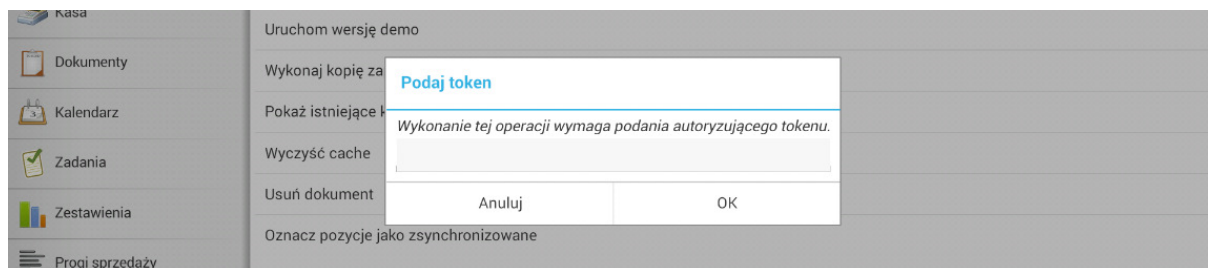 Kasa
Dokumenty
Kalendarz
Zadania
Zestawienia
Progi sprzedaży
Uruchom wersję demo
Wykonaj kopię za
Pokaż istniejące k
Wyczyść cache
Usuń dokument
Oznacz pozycje jako zsynchronizowane
Podaj token
Wykonanie tej operacji wymaga podania autoryzującego tokenu.
Anuluj OK